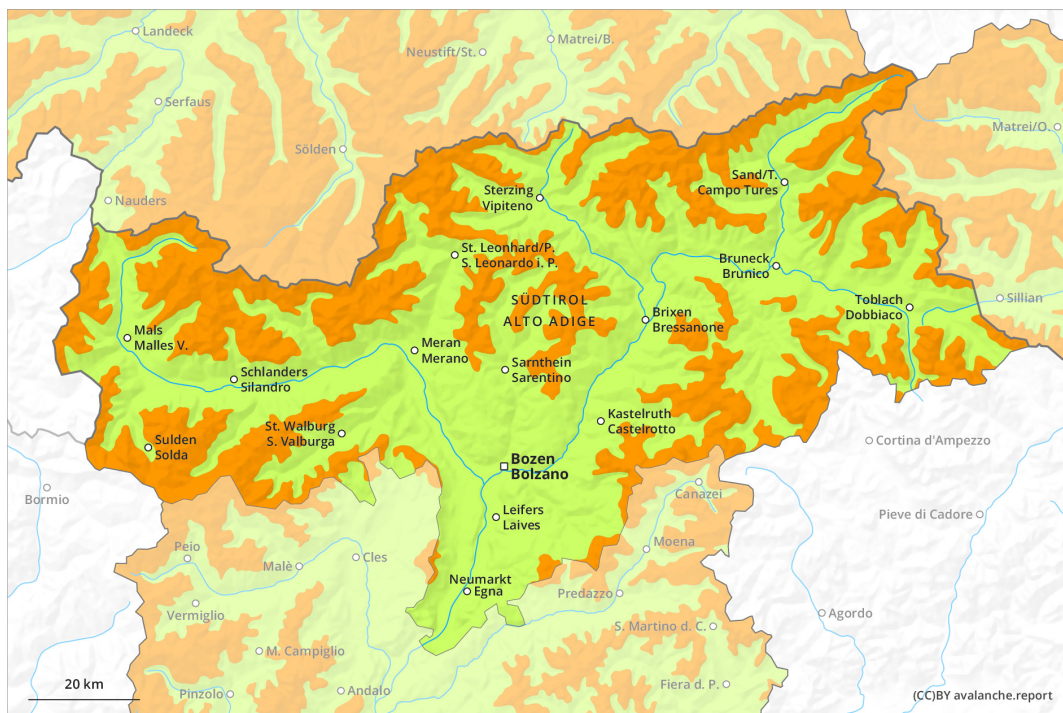 Landeck
Matrei/B.
Neustift/St.
Serfaus
Matrei/O.
Sölden
Sand/T.
Campo Tures
Sterzing
Vipiteno
Nauders
St. Leonhard/P.
S. Leonardo i. P.
Bruneck
Brunico
SÜDTIROL
ALTO ADIGE
Toblach
Dobbiaco
Sillian
Brixen
Bressanone
Mals
Malles V.
Meran
Merano
Schlanders
Silandro
Sarnthein
Sarentino
Kastelruth
Castelrotto
St. Walburg
S. Valburga
Sulden
Solda
Cortina d'Ampezzo
Bozen
Bolzano
Bormio
Canazei
Leifers
Laives
Pieve di Cadore
Peio
Cles
Moena
Malè
Neumarkt
Egna
Predazzo
Vermiglio
Agordo
S. Martino d. C.
M. Campiglio
20 km
Pinzolo
Andalo
Fiera d. P.
(CC)BY avalanche.report